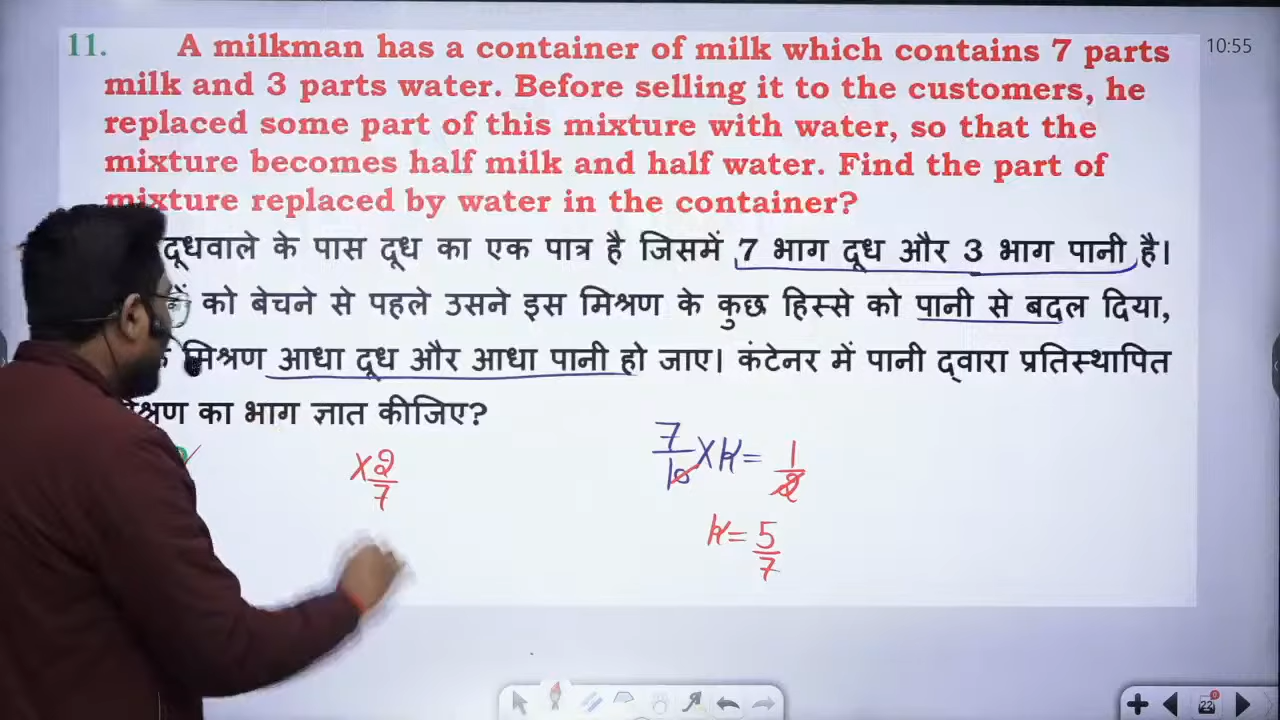 11. A milkman has a container of milk which contains 7 parts
milk and 3 parts water. Before selling it to the customers, he
replaced some part of this mixture with water, so that the
mixture becomes half milk and half water. Find the part of
mixture replaced by water in the container?
दूधवाले के पास दूध का एक पात्र है जिसमें 7 भाग दूध और 3 भाग पानी है।
को बेचने से पहले उसने इस मिश्रण के कुछ हिस्से को पानी से बदल दिया,
मिश्रण आधा दूध और आधा पानी हो जाए। कंटेनर में पानी द्वारा प्रतिस्थापित
का भाग ज्ञात कीजिए?
× 2/7
7/10 × K = 1/2
K = 5/7
10:55
22